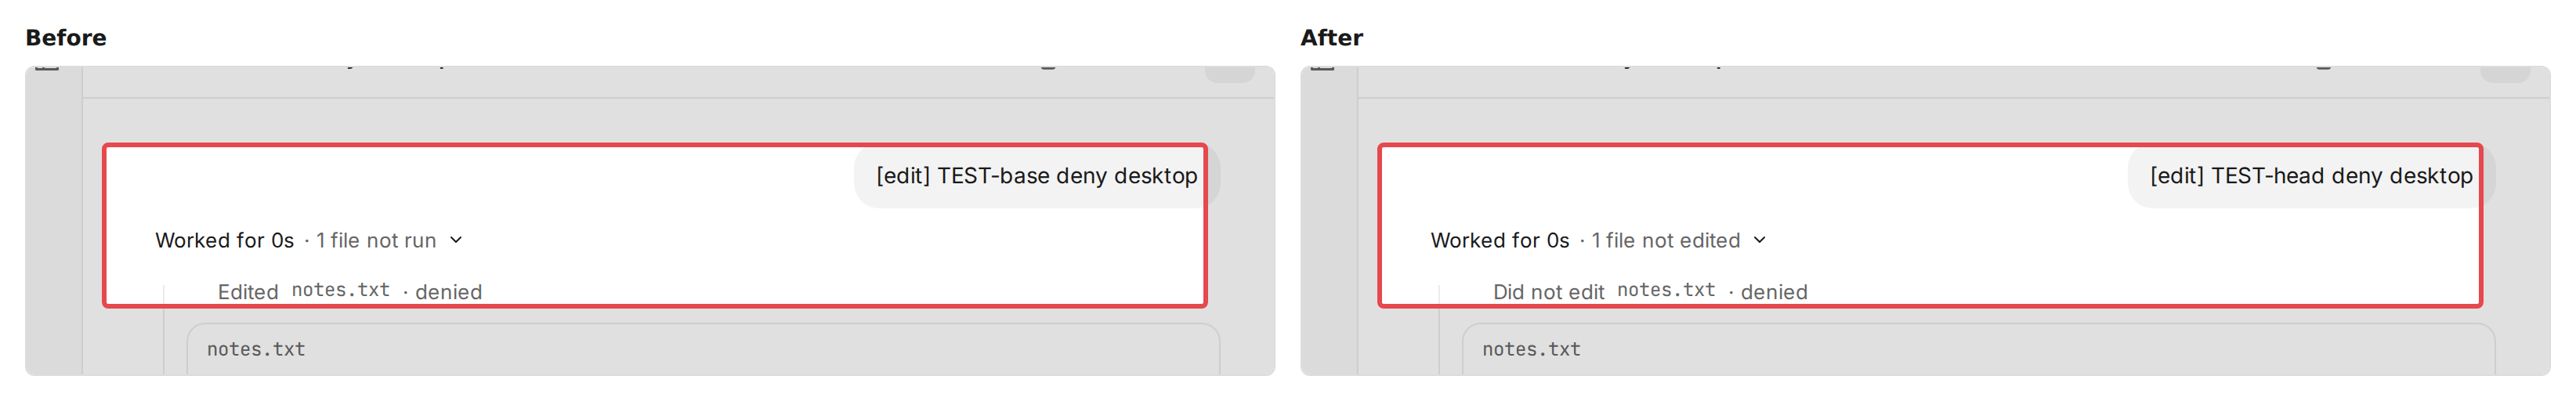 Before
[edit] TEST-base deny desktop
Worked for 0s · 1 file not run
Edited notes.txt · denied
notes.txt
After
[edit] TEST-head deny desktop
Worked for 0s · 1 file not edited
Did not edit notes.txt · denied
notes.txt